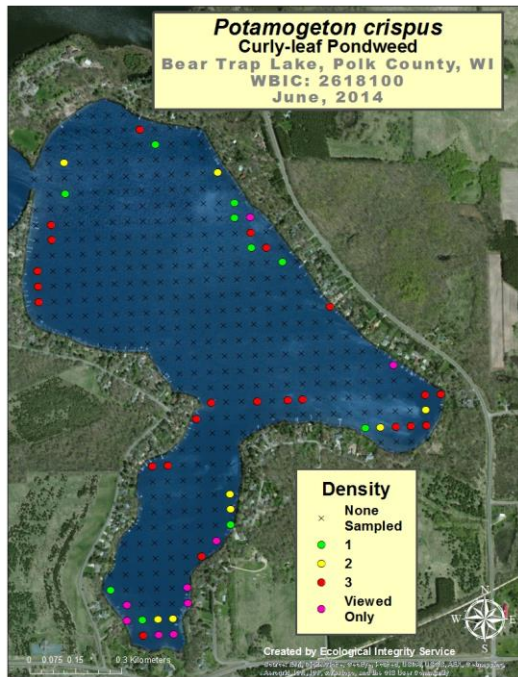 Potamogeton crispus
Curly-leaf Pondweed
Bear Trap Lake, Polk County, WI
WBIC: 2618100
June, 2014
Density
None
Sampled
1
2
3
Viewed
Only
N
W
E
S
0 0.075 0.15 0.3 Kilometers
Created by Ecological Integrity Service